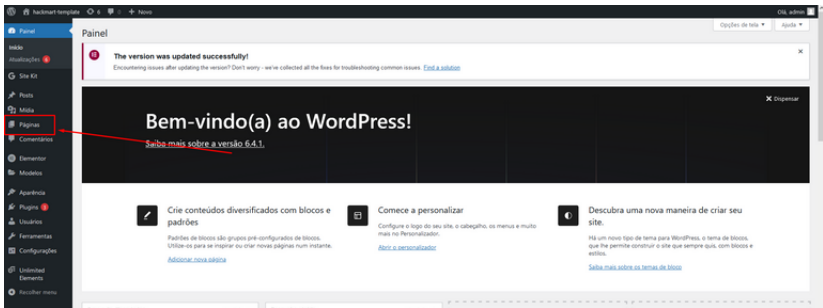 hackmart-template
6
0
Novo
Olá, admin
Painel
Início
Atualizações 6
Site Kit
Posts
Mídia
Páginas
Comentários
Elementor
Modelos
Aparência
Plugins
Usuários
Ferramentas
Configurações
Unlimited
Elements
Recolher menu
Painel
Opções de tela
Ajuda
The version was updated successfully!
Encountering issues after updating the version? Don't worry - we've collected all the fixes for troubleshooting common issues. Find a solution
Dispensar
Bem-vindo(a) ao WordPress!
Saiba mais sobre a versão 6.4.1.
Crie conteúdos diversificados com blocos e
padrões
Padrões de blocos são grupos pré-configurados de blocos.
Utilize-os para se inspirar ou criar novas páginas num instante.
Adicionar nova página
Comece a personalizar
Configure o logo do seu site, o cabeçalho, os menus e muito
mais no Personalizador.
Abrir o personalizador
Descubra uma nova maneira de criar seu
site.
Há um novo tipo de tema para WordPress, o tema de blocos,
que lhe permite construir o site que sempre quis, com blocos e
estilos.
Saiba mais sobre os temas de bloco